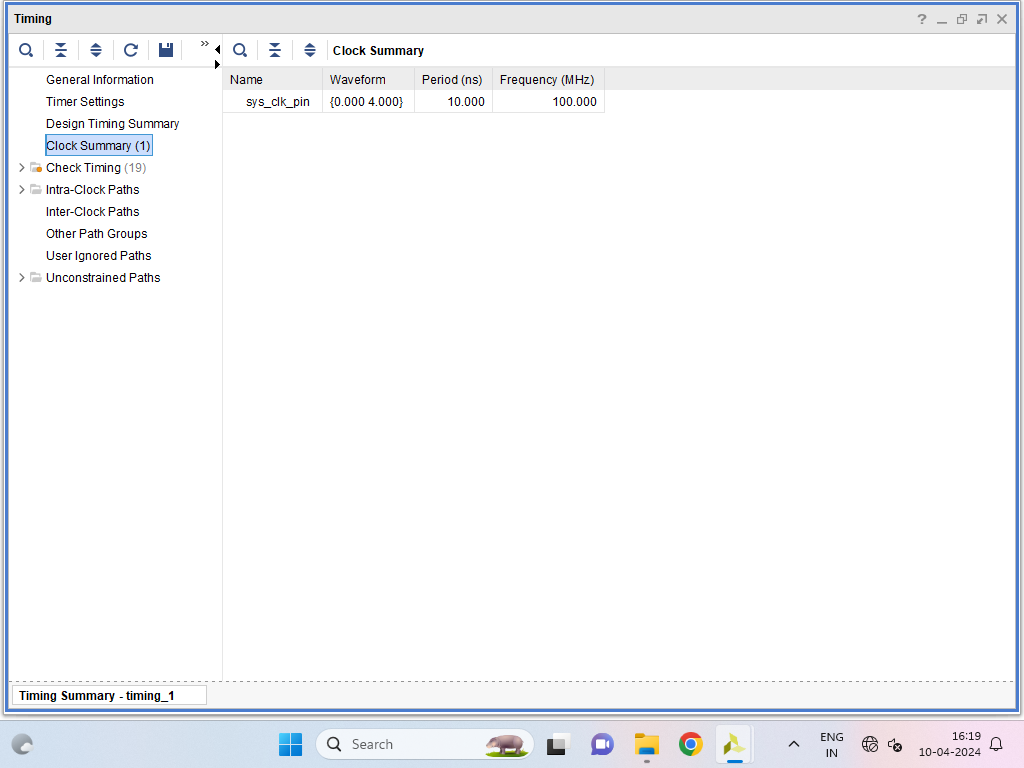 Timing
?
»
Clock Summary
General Information
Timer Settings
Design Timing Summary
Clock Summary (1)
Check Timing (19)
Intra-Clock Paths
Inter-Clock Paths
Other Path Groups
User Ignored Paths
Unconstrained Paths
Name Waveform Period (ns) Frequency (MHz)
sys_clk_pin {0.000 4.000} 10.000 100.000
Timing Summary - timing_1
Search
ENG
IN
16:19
10-04-2024